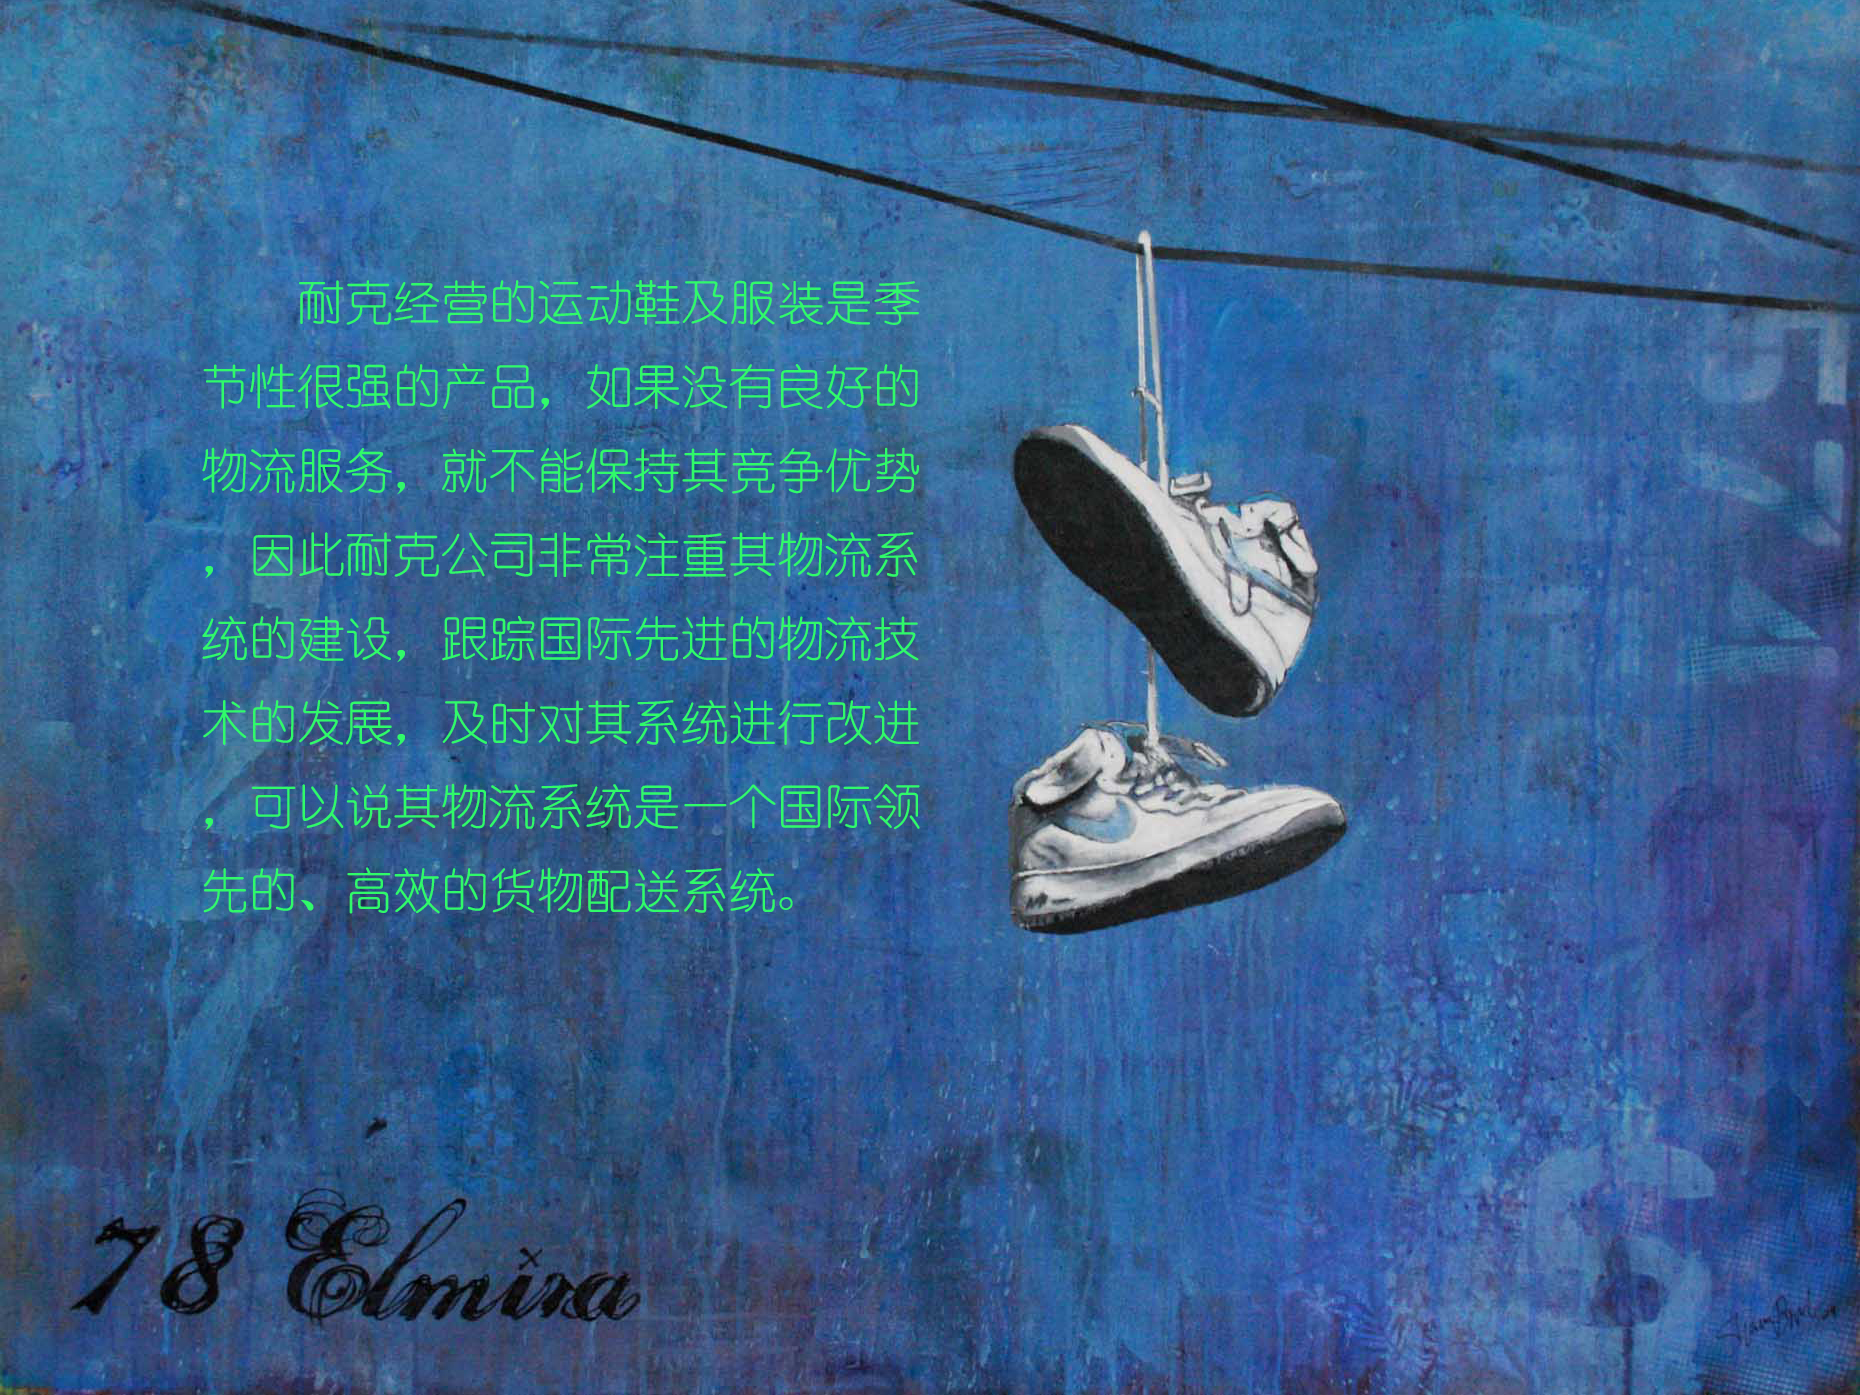 耐克经营的运动鞋及服装是季
节性很强的产品，如果没有良好的
物流服务，就不能保持其竞争优势
，因此耐克公司非常注重其物流系
统的建设，跟踪国际先进的物流技
术的发展，及时对其系统进行改进
，可以说其物流系统是一个国际领
先的、高效的货物配送系统。
78 Elmira